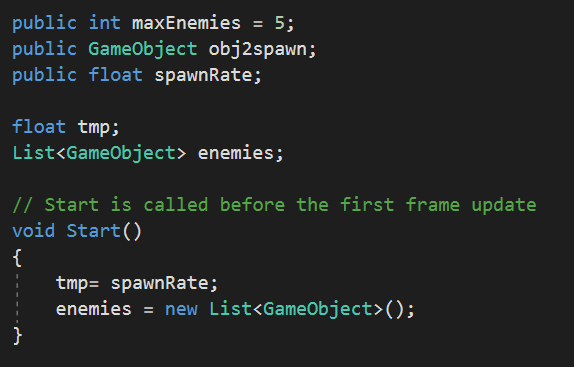 public int maxEnemies = 5;
public GameObject obj2spawn;
public float spawnRate;
float tmp;
List<GameObject> enemies;
// Start is called before the first frame update
void Start()
{
tmp= spawnRate;
enemies = new List<GameObject>();
}